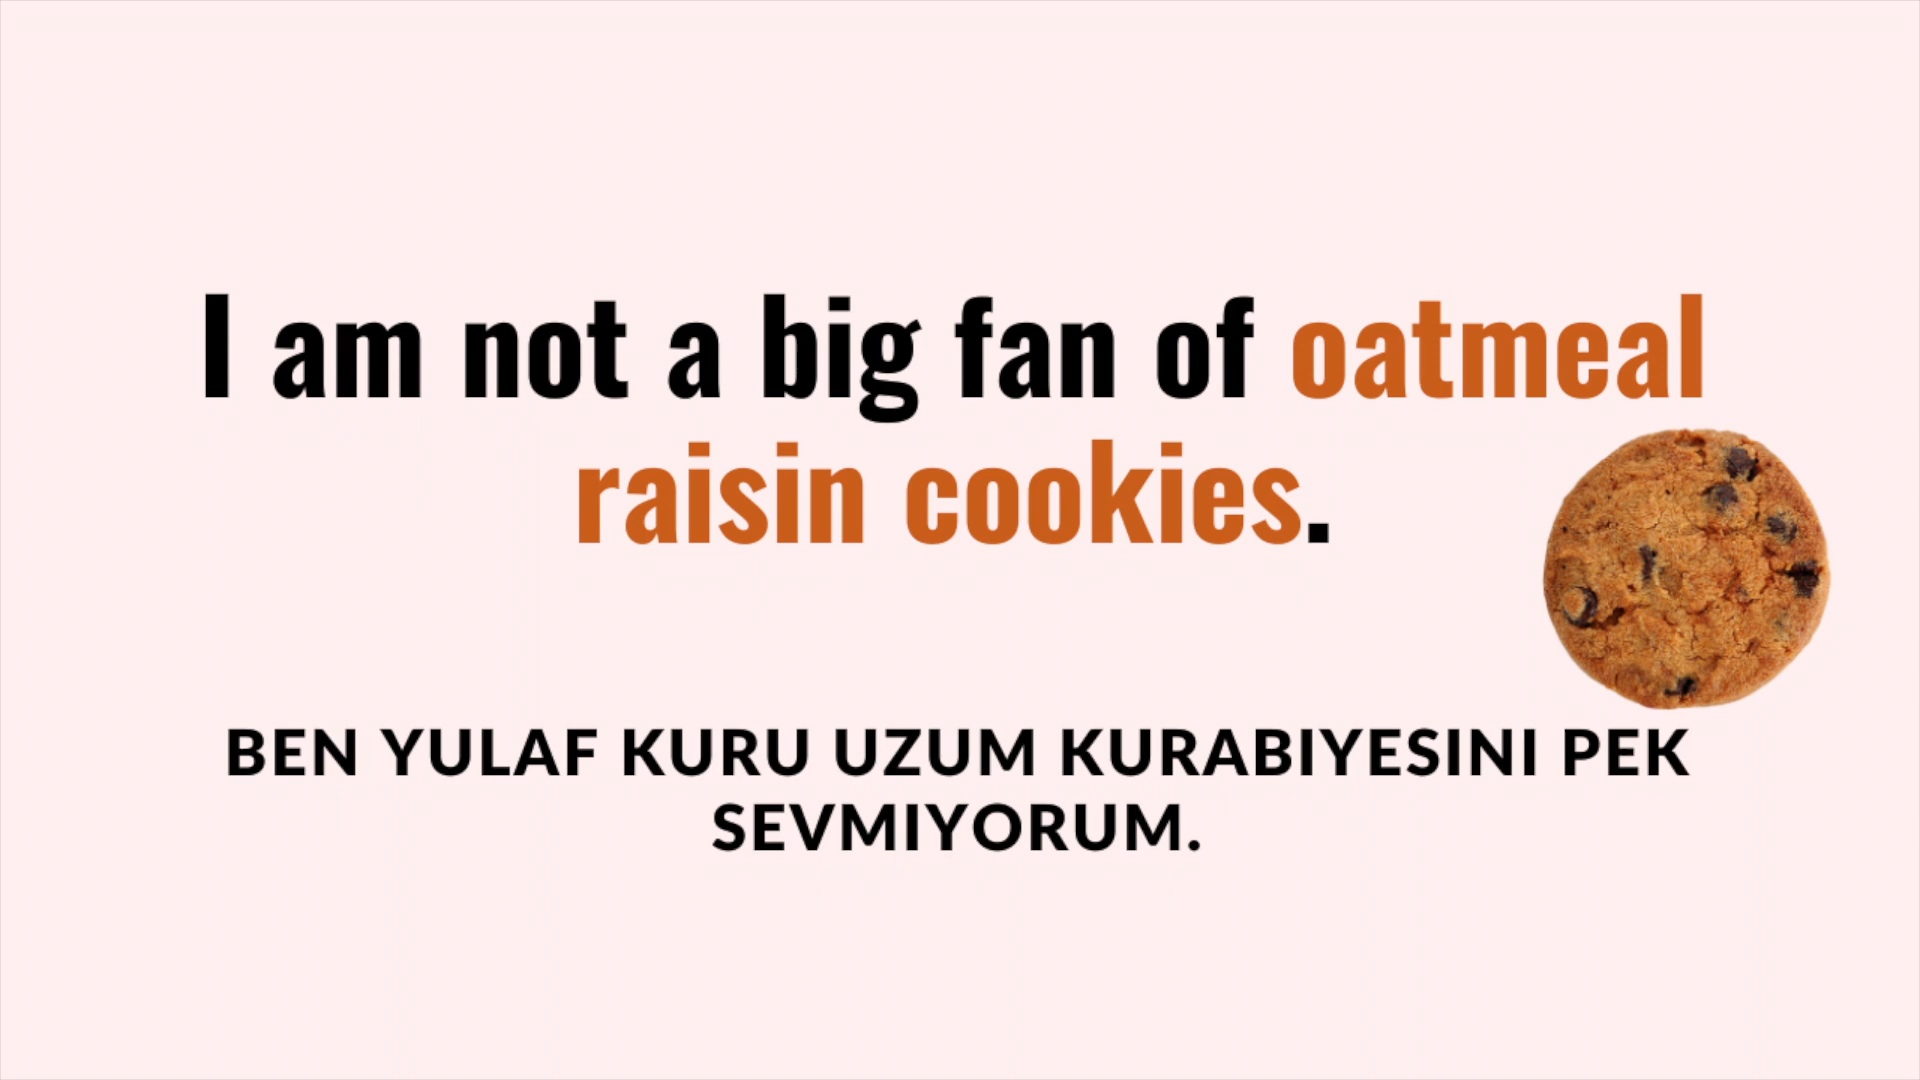 I am not a big fan of oatmeal
raisin cookies.
BEN YULAF KURU UZUM KURABIYESINI PEK
SEVMIYORUM.